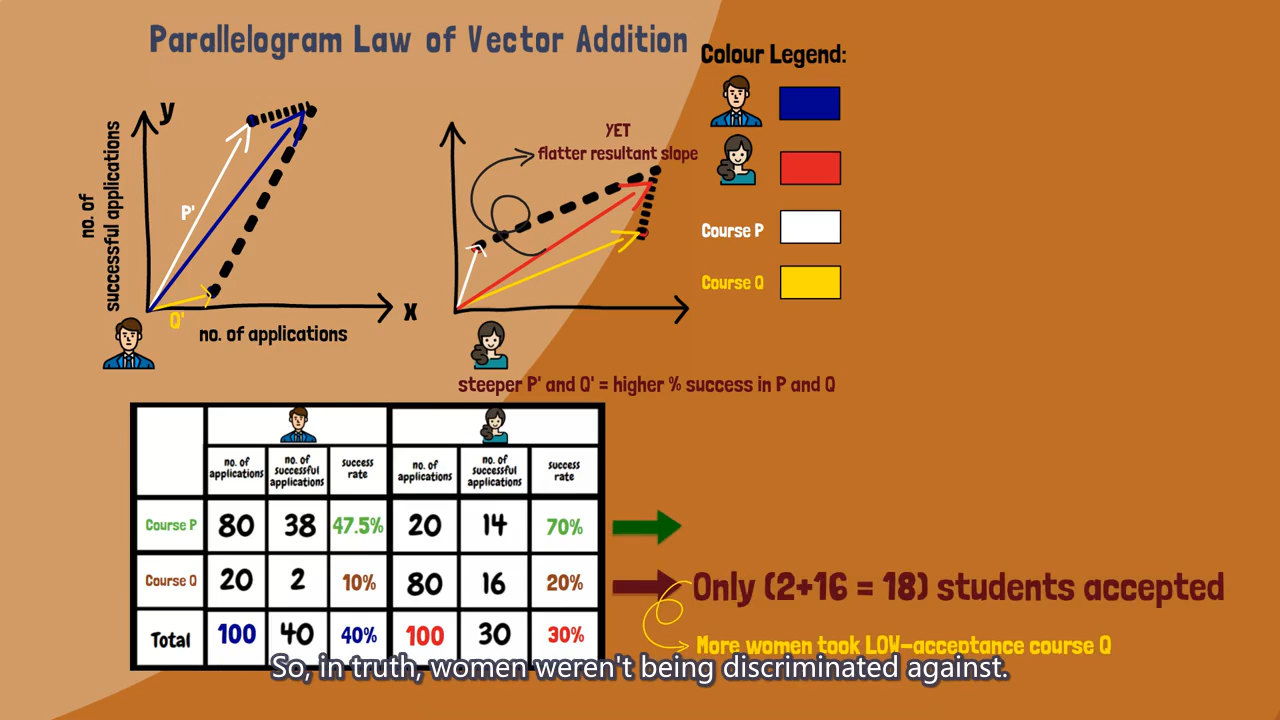 Parallelogram Law of Vector Addition
Colour Legend:
y
no. of
successful applications
P'
Q'
x
no. of applications
YET
flatter resultant slope
Course P
Course Q
steeper P' and Q' = higher % success in P and Q
no. of applications no. of successful applications success rate no. of applications no. of successful applications success rate
Course P 80 38 47.5% 20 14 70%
Course Q 20 2 10% 80 16 20%
Total 100 40 40% 100 30 30%
Only (2+16 = 18) students accepted
More women took LOW-acceptance course Q
So, in truth, women weren't being discriminated against.